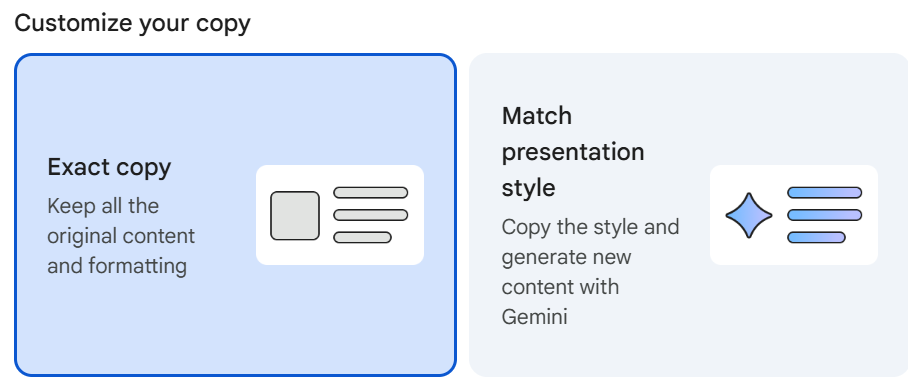 Customize your copy
Exact copy
Keep all the
original content
and formatting
Match
presentation
style
Copy the style and
generate new
content with
Gemini